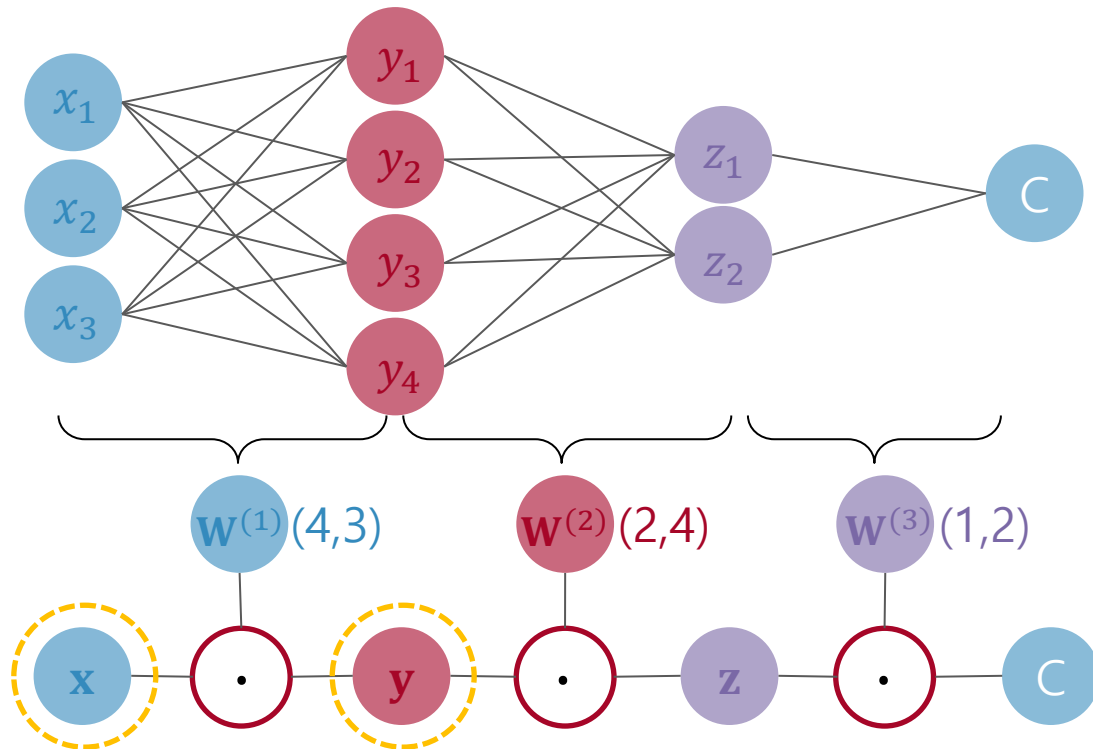 x₁
x₂
x₃
y₁
y₂
y₃
y₄
z₁
z₂
C
𝐖⁽¹⁾ (4,3)
𝐖⁽²⁾ (2,4)
𝐖⁽³⁾ (1,2)
𝐱 · 𝐲 · 𝐳 · C